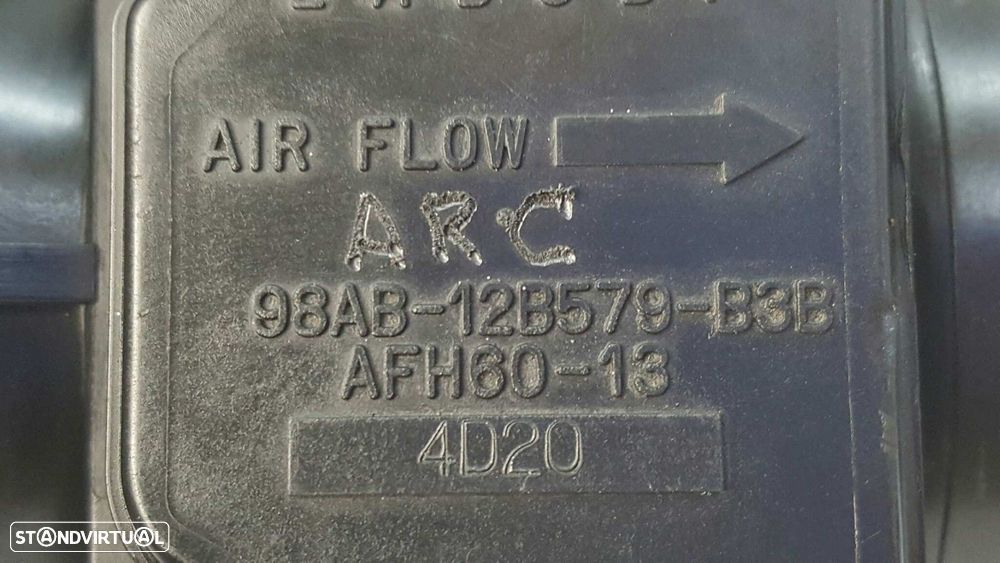 AIR FLOW
ARC
98AB-12B579-B3B
AFH60-13
4D20
STANDVIRTUAL